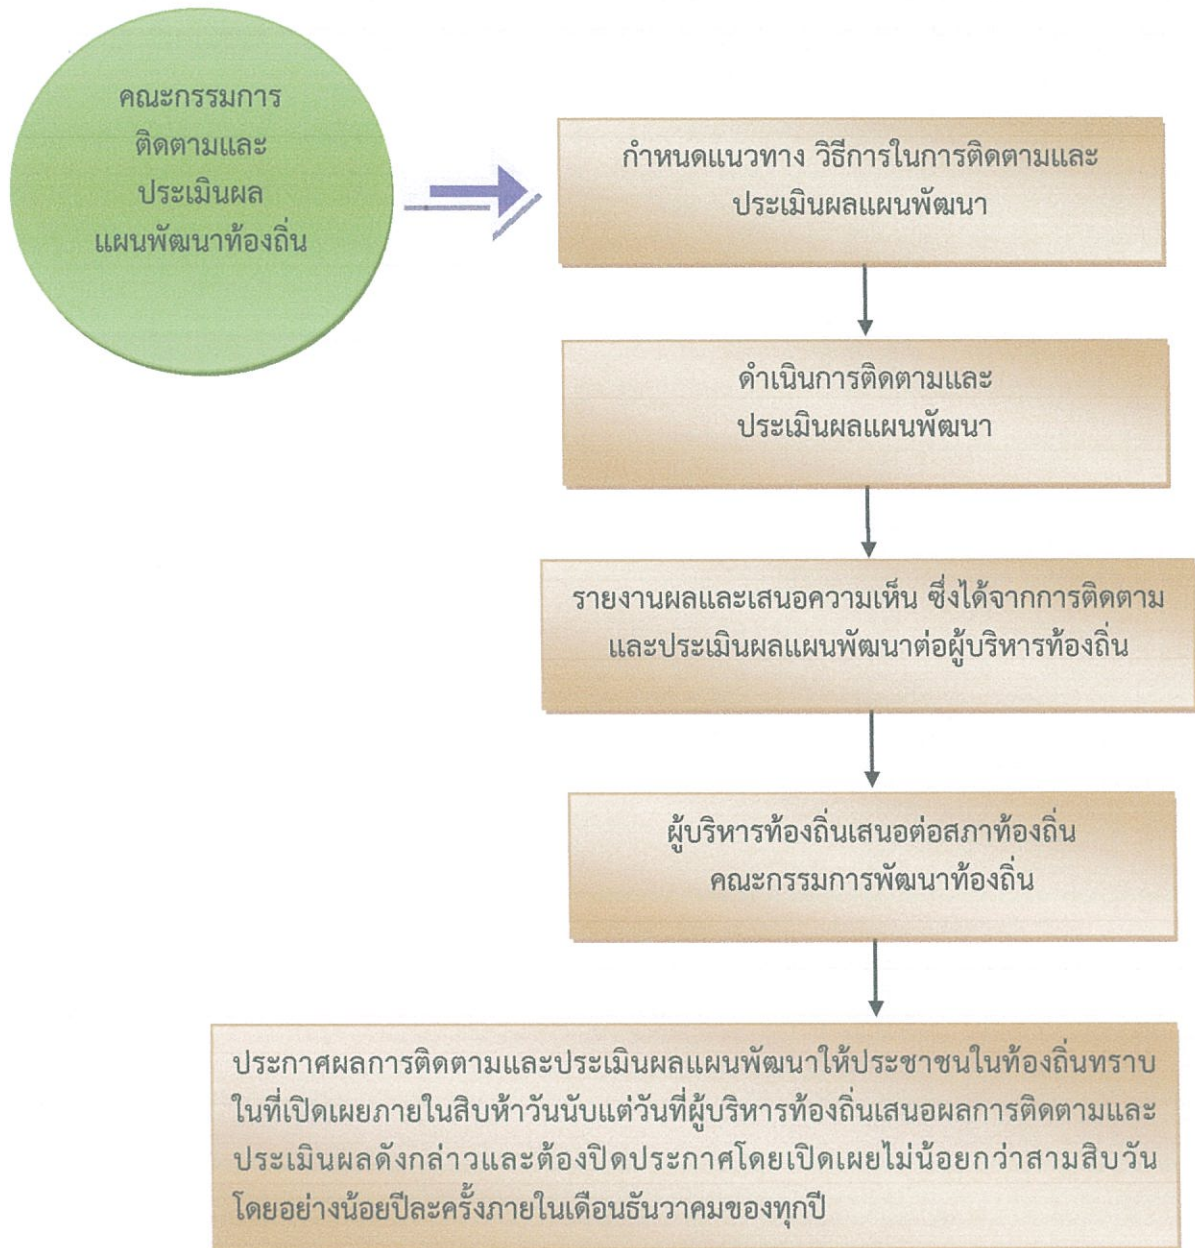 คณะกรรมการ
ติดตามและ
ประเมินผล
แผนพัฒนาท้องถิ่น
กำหนดแนวทาง วิธีการในการติดตามและ
ประเมินผลแผนพัฒนา
ดำเนินการติดตามและ
ประเมินผลแผนพัฒนา
รายงานผลและเสนอความเห็น ซึ่งได้จากการติดตาม
และประเมินผลแผนพัฒนาต่อผู้บริหารท้องถิ่น
ผู้บริหารท้องถิ่นเสนอต่อสภาท้องถิ่น
คณะกรรมการพัฒนาท้องถิ่น
ประกาศผลการติดตามและประเมินผลแผนพัฒนาให้ประชาชนในท้องถิ่นทราบ
ในที่เปิดเผยภายในสิบห้าวันนับแต่วันที่ผู้บริหารท้องถิ่นเสนอผลการติดตามและ
ประเมินผลดังกล่าวและต้องปิดประกาศโดยเปิดเผยไม่น้อยกว่าสามสิบวัน
โดยอย่างน้อยปีละครั้งภายในเดือนธันวาคมของทุกปี